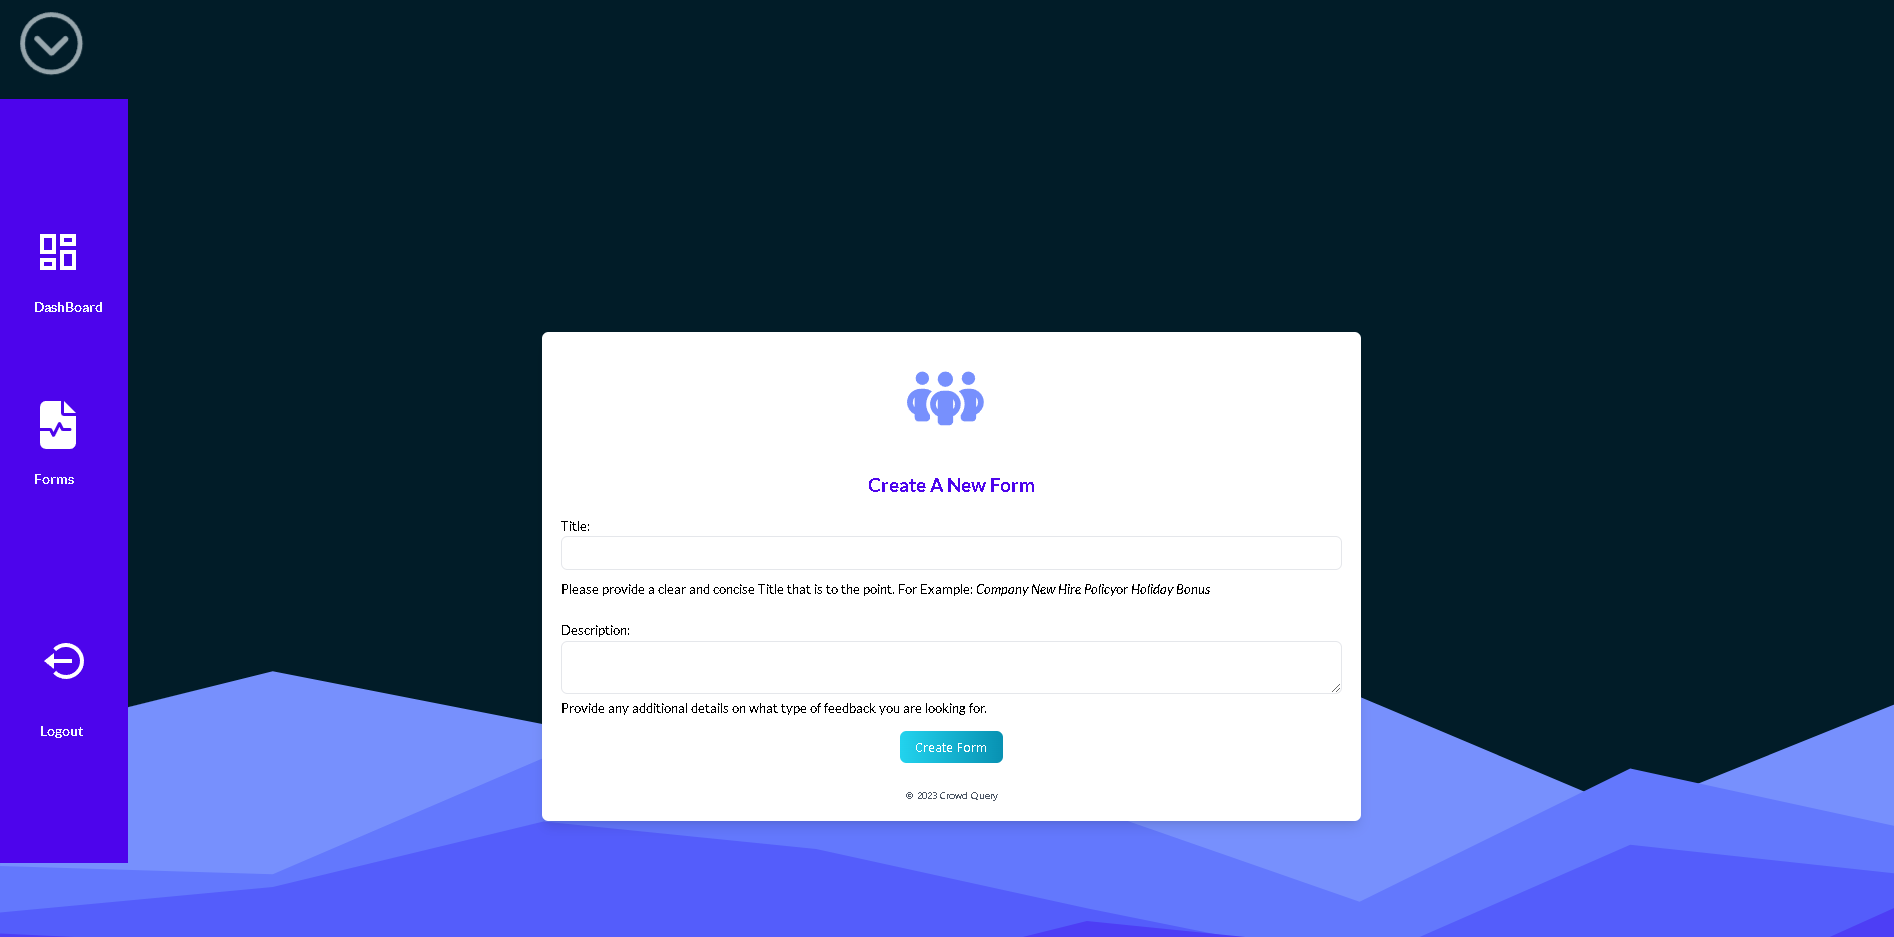 DashBoard
Forms
Logout
Create A New Form
Title:
Please provide a clear and concise Title that is to the point. For Example: Company New Hire Policyor Holiday Bonus
Description:
Provide any additional details on what type of feedback you are looking for.
Create Form
© 2023 Crowd Query